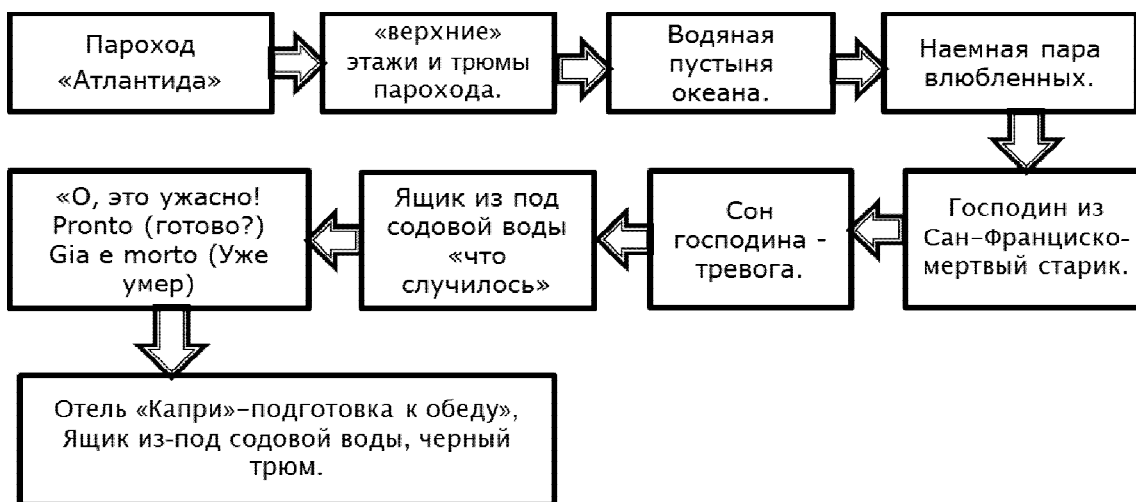 Пароход
«Атлантида»
«верхние»
этажи и трюмы
парохода.
Водяная
пустыня
океана.
Наемная пара
влюбленных.
Господин из
Сан-Франциско-
мертвый старик.
Сон
господина -
тревога.
Ящик из под
содовой воды
«что
случилось»
«О, это ужасно!
Pronto (готово?)
Gia e morto (Уже
умер)
Отель «Капри»–подготовка к обеду»,
Ящик из-под содовой воды, черный
трюм.